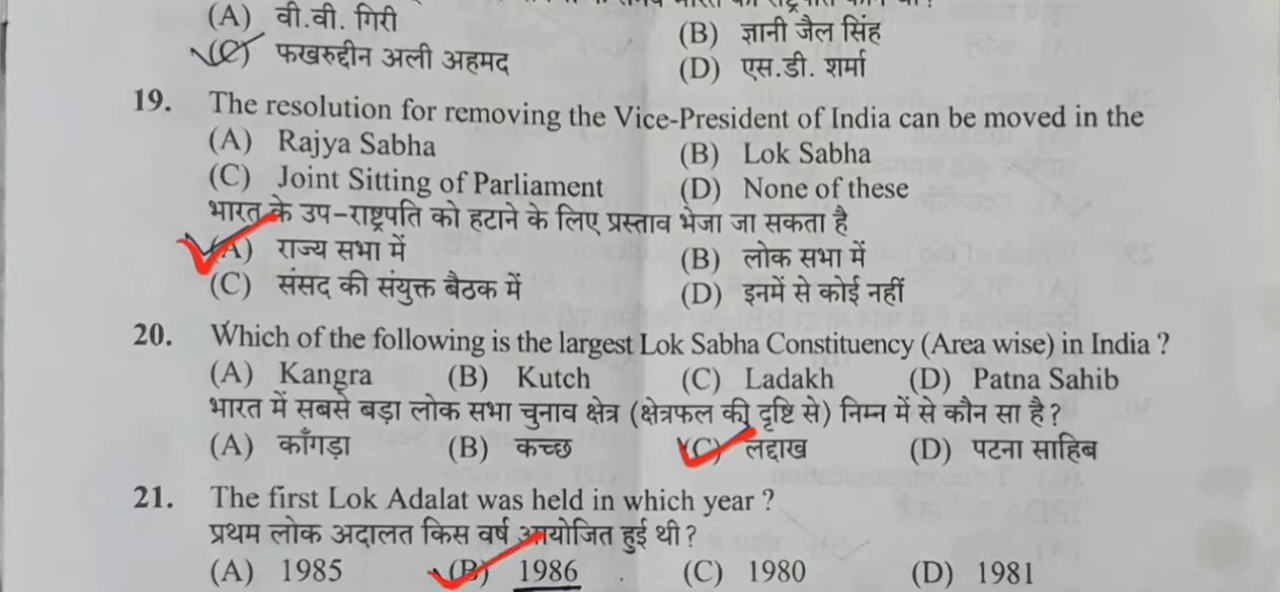 (A) वी.वी. गिरी (B) ज्ञानी जैल सिंह
(C) फखरुद्दीन अली अहमद (D) एस.डी. शर्मा
19. The resolution for removing the Vice-President of India can be moved in the
(A) Rajya Sabha (B) Lok Sabha
(C) Joint Sitting of Parliament (D) None of these
भारत के उप-राष्ट्रपति को हटाने के लिए प्रस्ताव भेजा जा सकता है
(A) राज्य सभा में (B) लोक सभा में
(C) संसद की संयुक्त बैठक में (D) इनमें से कोई नहीं
20. Which of the following is the largest Lok Sabha Constituency (Area wise) in India ?
(A) Kangra (B) Kutch (C) Ladakh (D) Patna Sahib
भारत में सबसे बड़ा लोक सभा चुनाव क्षेत्र (क्षेत्रफल की दृष्टि से) निम्न में से कौन सा है ?
(A) काँगड़ा (B) कच्छ (C) लद्दाख (D) पटना साहिब
21. The first Lok Adalat was held in which year ?
प्रथम लोक अदालत किस वर्ष आयोजित हुई थी ?
(A) 1985 (B) 1986 (C) 1980 (D) 1981